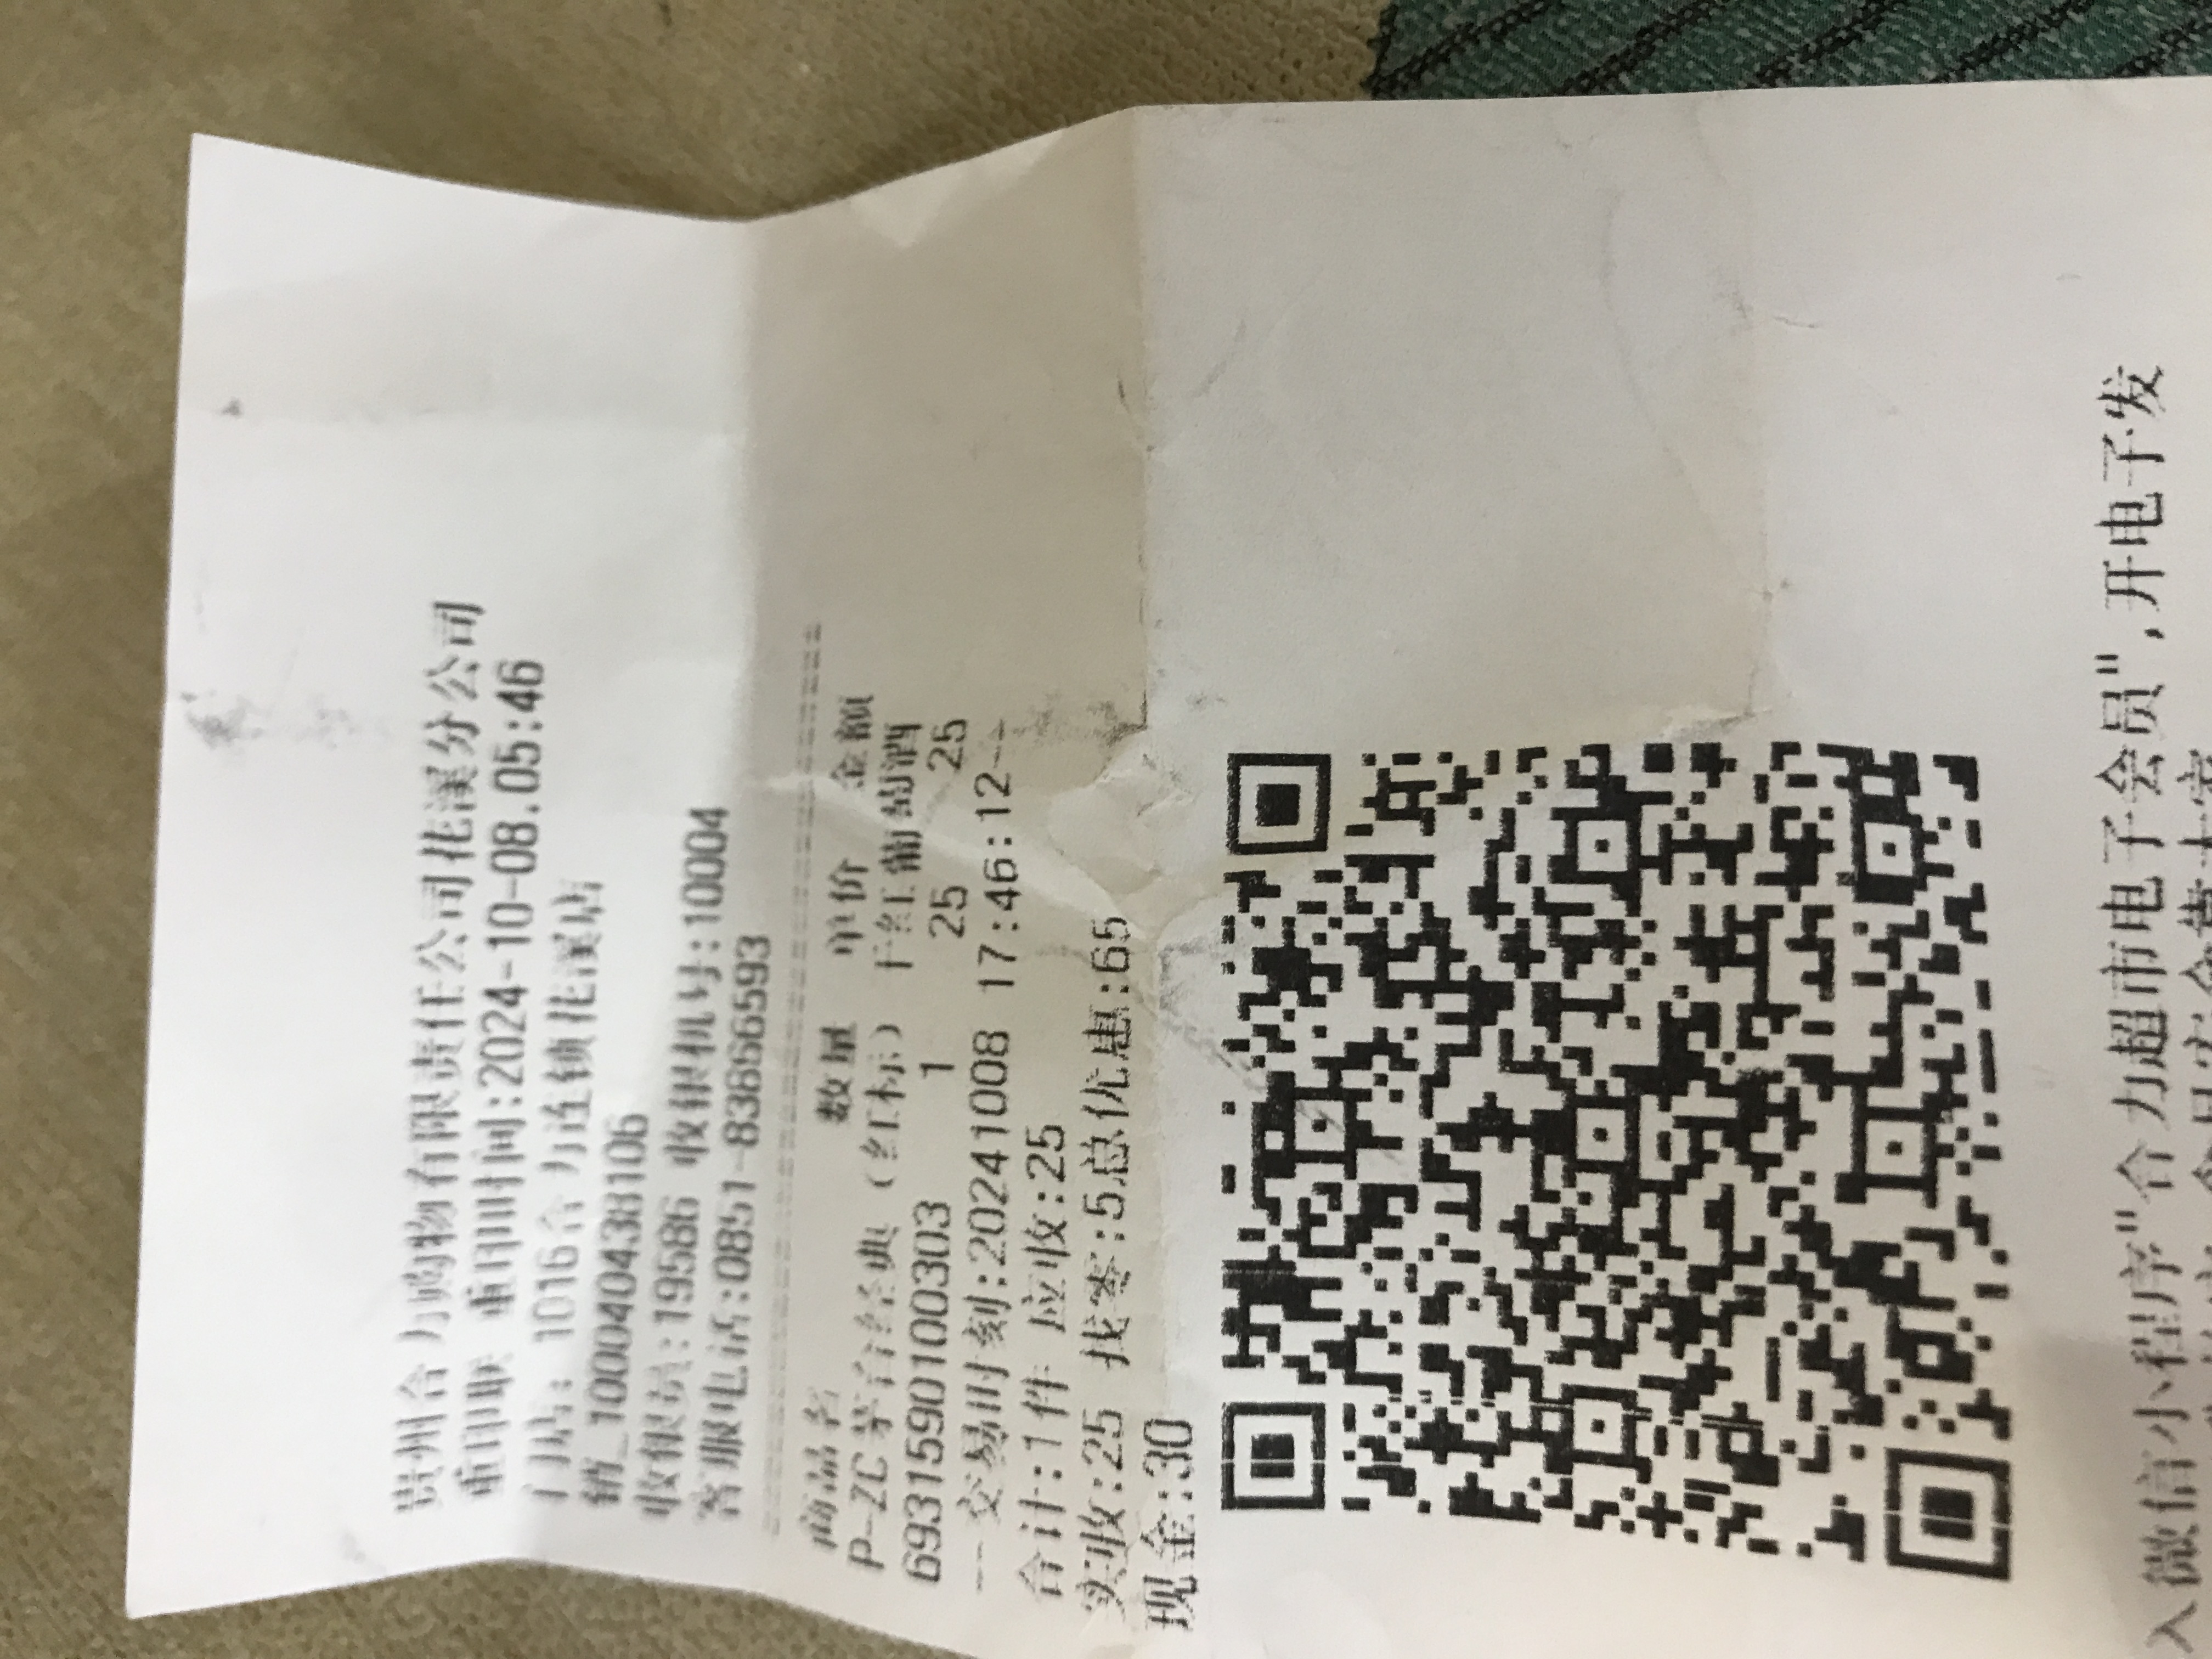 贵州合力购物有限责任公司花溪分公司
重印联 重印时间:2024-10-08.05:46
门店: 1016合力连锁花溪店
销_100040438106
收银员:19586 收银机号:10004
客服电话:0851-83866593
商品名 数量 单价 金额
P-ZC茅台经典（红标）干红葡萄酒
6931590100303 1 25 25
--交易时刻:20241008 17:46:12--
合计:1件 应收:25
实收:25 找零:5总优惠:65
现金:30
入微信小程序"合力超市电子会员",开电子发